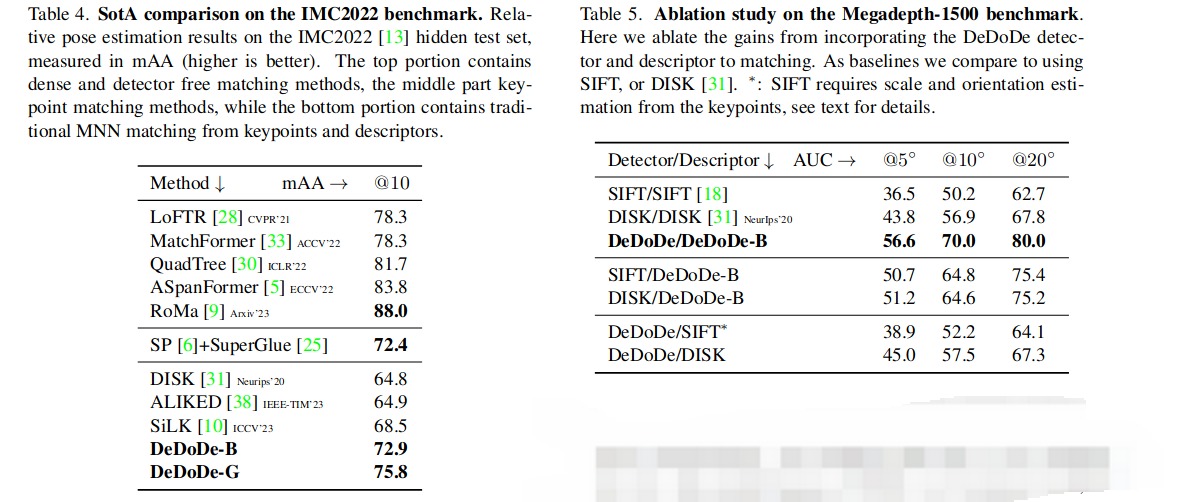 Table 4. SotA comparison on the IMC2022 benchmark. Rela-
tive pose estimation results on the IMC2022 [13] hidden test set,
measured in mAA (higher is better). The top portion contains
dense and detector free matching methods, the middle part key-
point matching methods, while the bottom portion contains tradi-
tional MNN matching from keypoints and descriptors.
Method ↓ mAA → @10
LoFTR [28] CVPR'21 78.3
MatchFormer [33] ACCV'22 78.3
QuadTree [30] ICLR'22 81.7
ASpanFormer [5] ECCV'22 83.8
RoMa [9] Arxiv'23 88.0
SP [6]+SuperGlue [25] 72.4
DISK [31] Neurips'20 64.8
ALIKED [38] IEEE-TIM'23 64.9
SiLK [10] ICCV'23 68.5
DeDoDe-B 72.9
DeDoDe-G 75.8
Table 5. Ablation study on the Megadepth-1500 benchmark.
Here we ablate the gains from incorporating the DeDoDe detec-
tor and descriptor to matching. As baselines we compare to using
SIFT, or DISK [31]. *: SIFT requires scale and orientation esti-
mation from the keypoints, see text for details.
Detector/Descriptor ↓ AUC → @5° @10° @20°
SIFT/SIFT [18] 36.5 50.2 62.7
DISK/DISK [31] NeurIps'20 43.8 56.9 67.8
DeDoDe/DeDoDe-B 56.6 70.0 80.0
SIFT/DeDoDe-B 50.7 64.8 75.4
DISK/DeDoDe-B 51.2 64.6 75.2
DeDoDe/SIFT* 38.9 52.2 64.1
DeDoDe/DISK 45.0 57.5 67.3